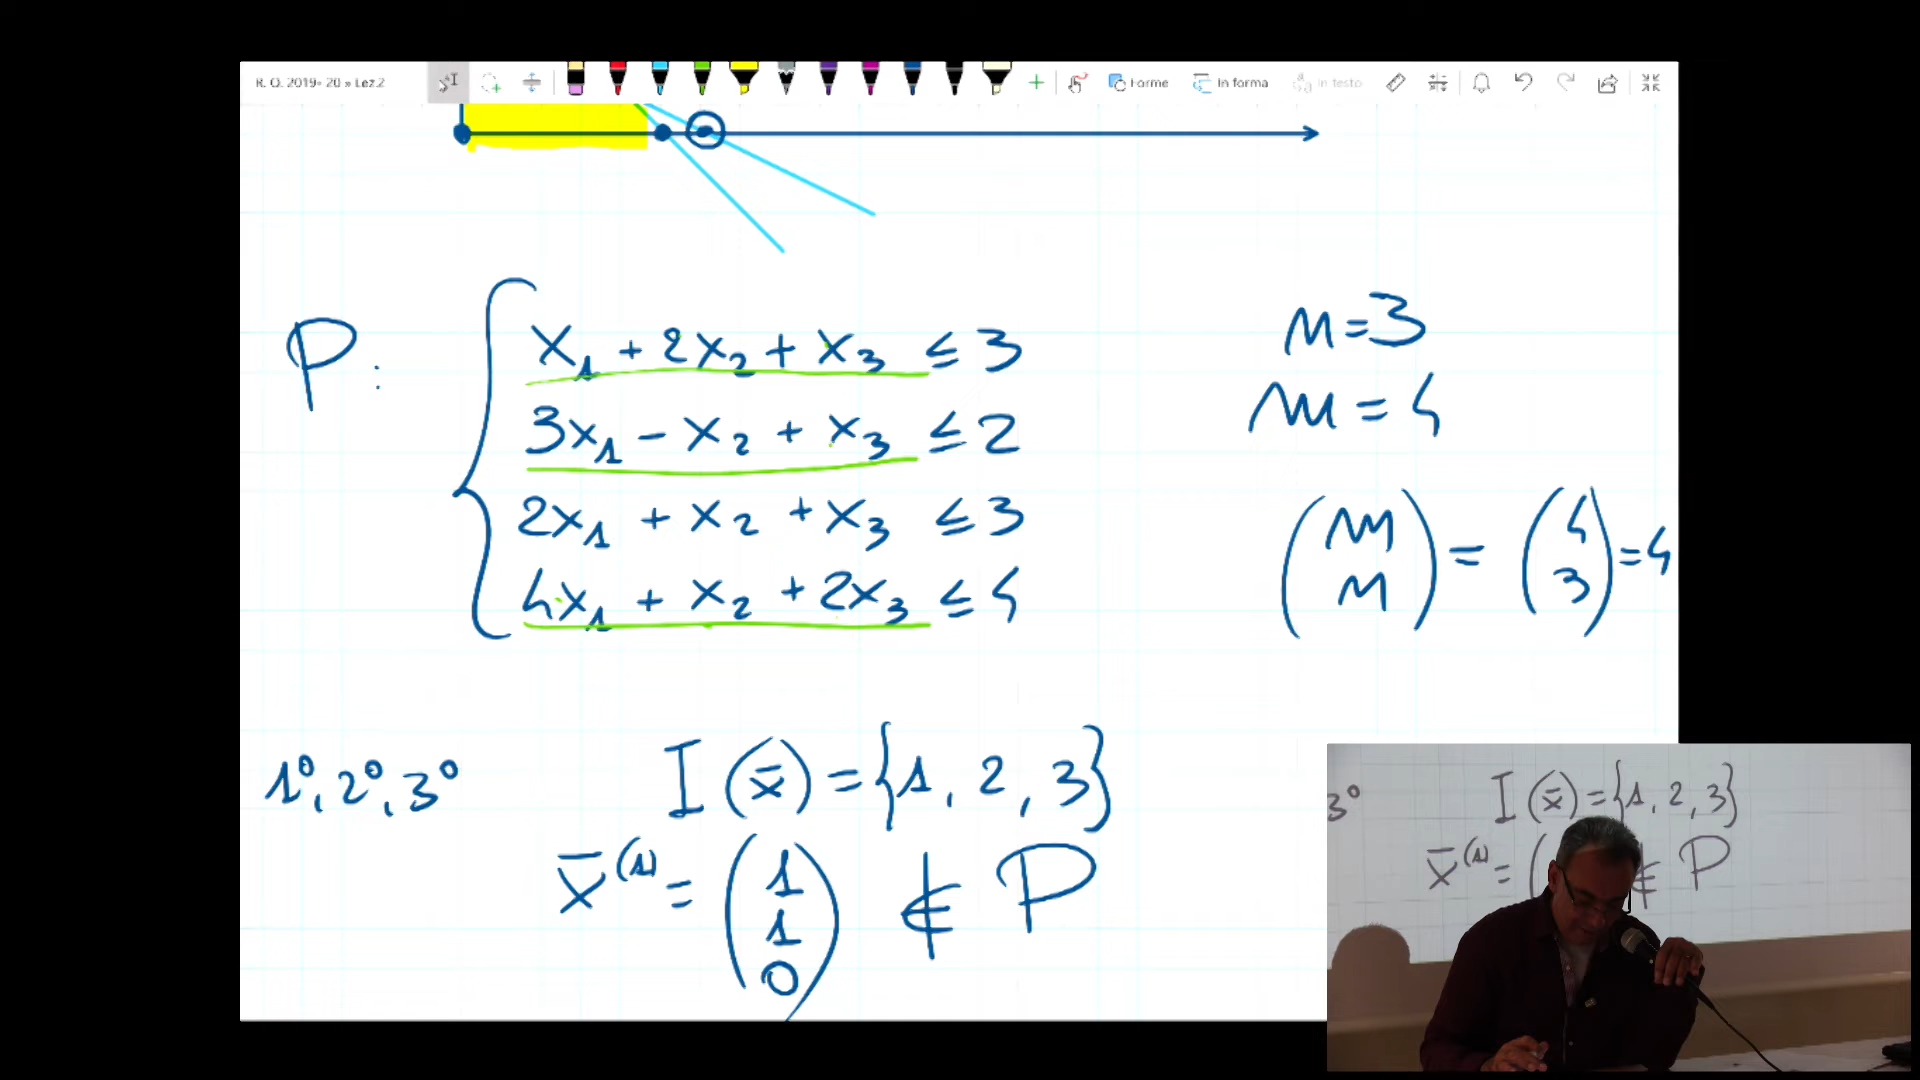 R. O. 2019- 20 » Lez.2
Forme
In forma
in testo
P:
x₁ + 2x₂ + x₃ ≤ 3
3x₁ - x₂ + x₃ ≤ 2
2x₁ + x₂ + x₃ ≤ 3
4x₁ + x₂ + 2x₃ ≤ 4
n = 3
m = 4
(m n) = (4 3) = 4
1°, 2°, 3°
I (x̄) = {1, 2, 3}
x̄⁽¹⁾ = (1 1 0) ∉ P
3°
I (x̄) = {1, 2, 3}
x̄⁽¹⁾ = ( ∉ P